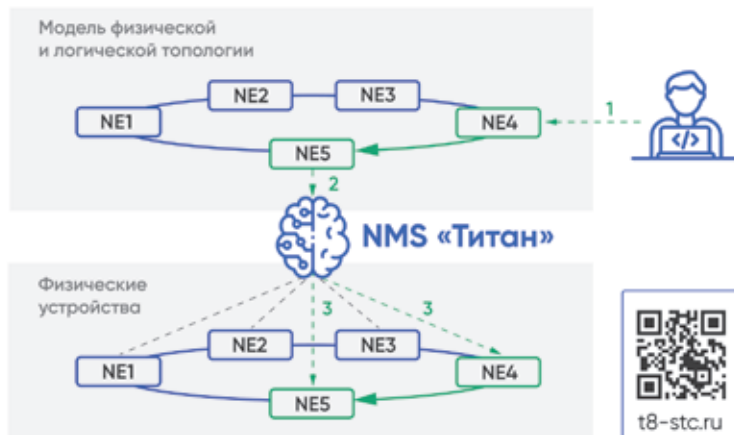 Модель физической
и логической топологии
NE1
NE2
NE3
NE4
NE5
1
</>
2
NMS «Титан»
Физические
устройства
3
3
NE1
NE2
NE3
NE4
NE5
t8-stc.ru